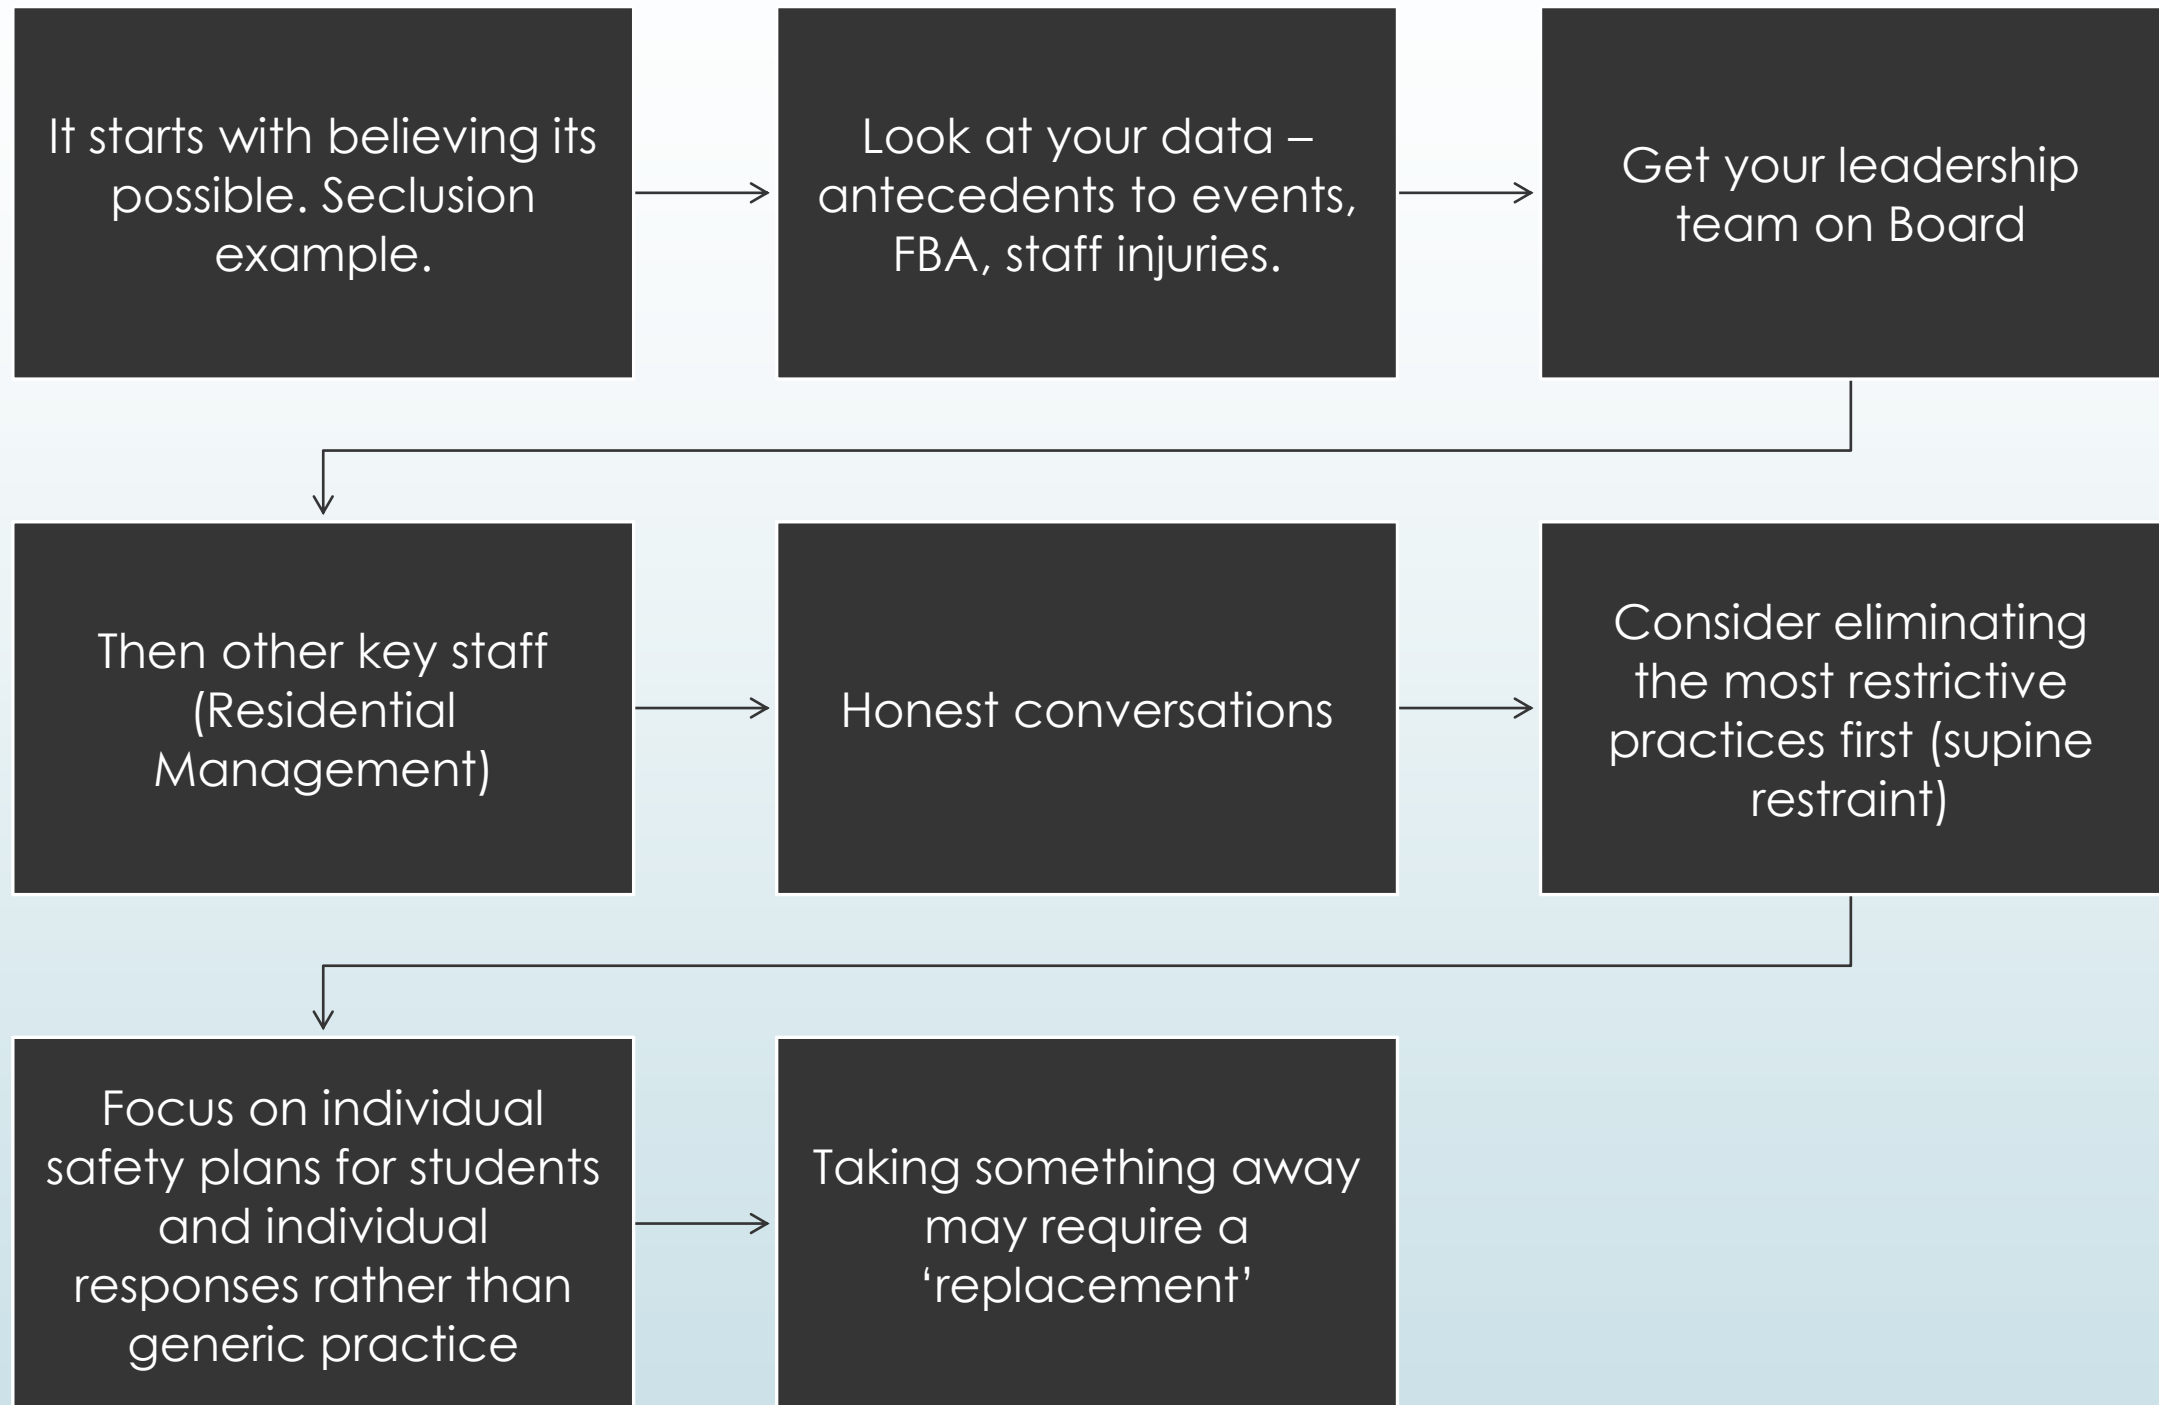 It starts with believing its
possible. Seclusion
example.
Look at your data –
antecedents to events,
FBA, staff injuries.
Get your leadership
team on Board
Then other key staff
(Residential
Management)
Honest conversations
Consider eliminating
the most restrictive
practices first (supine
restraint)
Focus on individual
safety plans for students
and individual
responses rather than
generic practice
Taking something away
may require a
‘replacement’